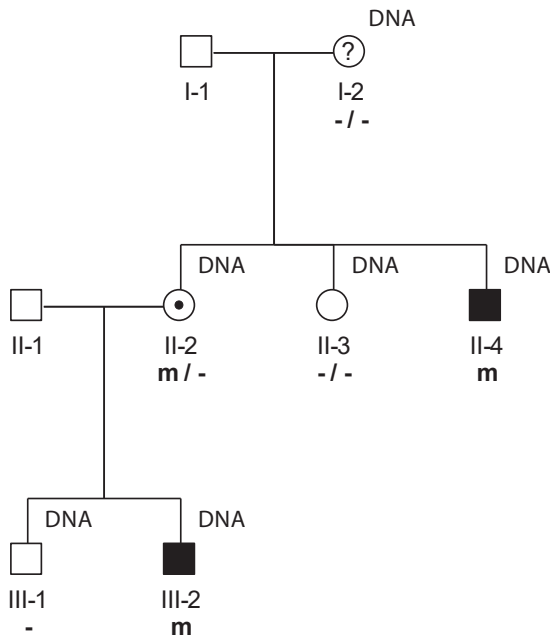 DNA
?
I-1 I-2
- / -
DNA DNA DNA
II-1 II-2 II-3 II-4
m / - - / - m
DNA DNA
III-1 III-2
- m